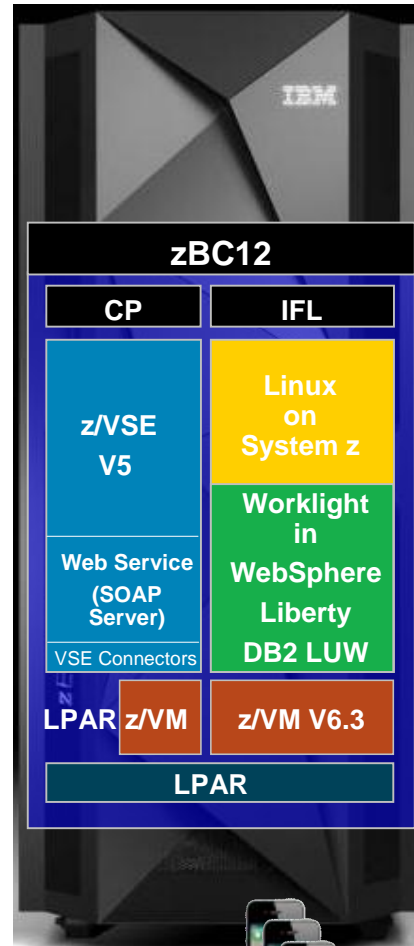 IBM
zBC12
CP
IFL
z/VSE
V5
Web Service
(SOAP
Server)
VSE Connectors
Linux
on
System z
Worklight
in
WebSphere
Liberty
DB2 LUW
LPAR z/VM
z/VM V6.3
LPAR